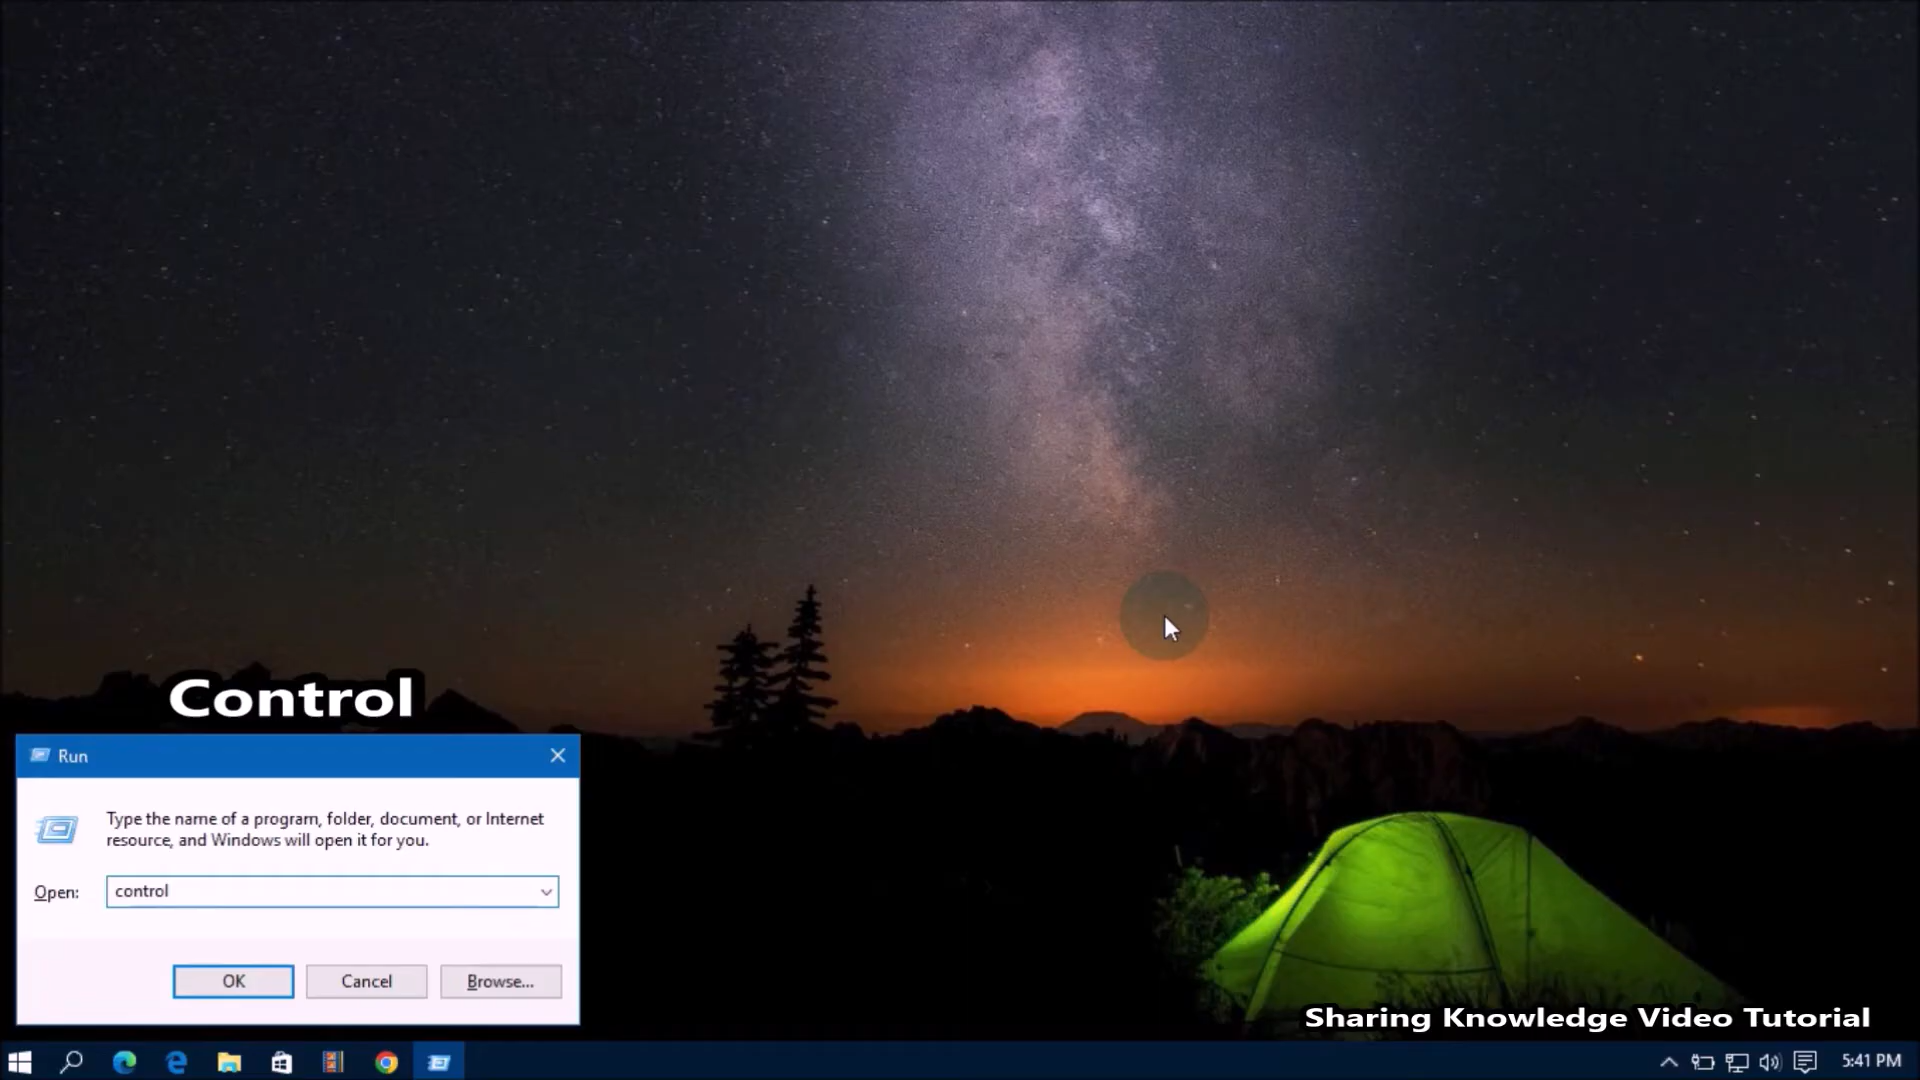 Control
Run
Type the name of a program, folder, document, or Internet
resource, and Windows will open it for you.
Open: control
OK Cancel Browse...
Sharing Knowledge Video Tutorial
5:41 PM